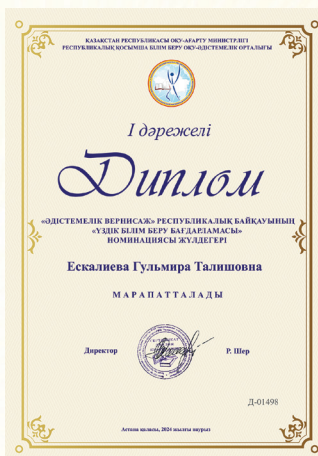 ҚАЗАҚСТАН РЕСПУБЛИКАСЫ ОҚУ-АҒАРТУ МИНИСТРЛІГІ
РЕСПУБЛИКАЛЫҚ ҚОСЫМША БІЛІМ БЕРУ ОҚУ-ӘДІСТЕМЕЛІК ОРТАЛЫҒЫ
І дәрежелі
Диплом
«ӘДІСТЕМЕЛІК ВЕРНИСАЖ» РЕСПУБЛИКАЛЫҚ БАЙҚАУЫНЫҢ
«ҮЗДІК БІЛІМ БЕРУ БАҒДАРЛАМАСЫ»
НОМИНАЦИЯСЫ ЖҮЛДЕГЕРІ
Ескалиева Гульмира Талишовна
МАРАПАТТАЛАДЫ
Директор Р. Шер
Д-01498
Астана қаласы, 2024 жылғы наурыз